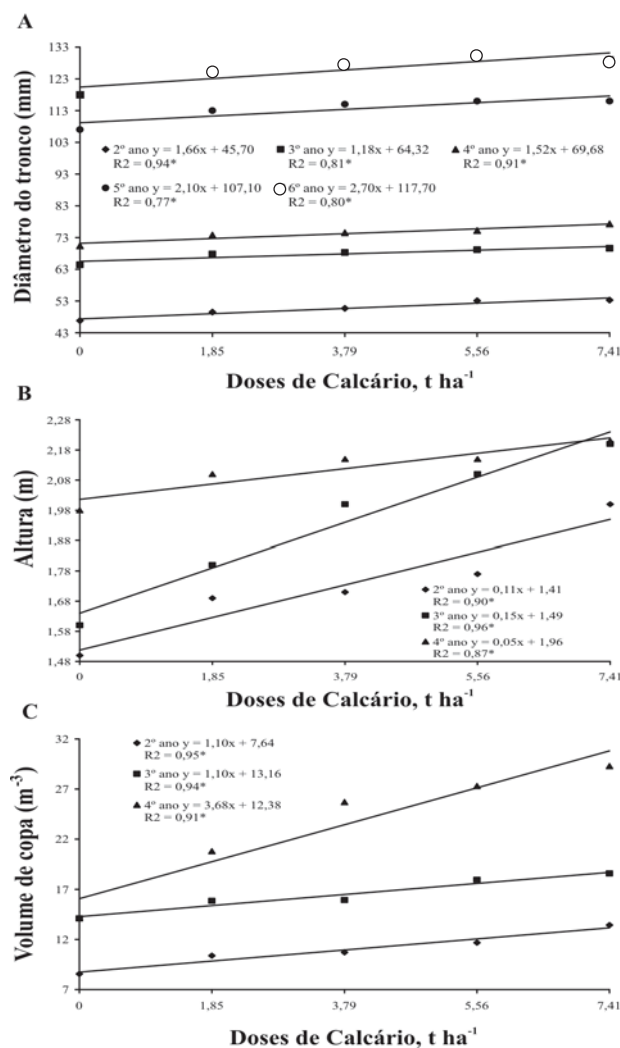 A
Diâmetro do tronco (mm)
133
123
113
103
93
83
73
63
53
43
2º ano y = 1,66x + 45,70
R2 = 0,94*
3º ano y = 1,18x + 64,32
R2 = 0,81*
4º ano y = 1,52x + 69,68
R2 = 0,91*
5º ano y = 2,10x + 107,10
R2 = 0,77*
6º ano y = 2,70x + 117,70
R2 = 0,80*
0 1,85 3,79 5,56 7,41
Doses de Calcário, t ha-1
B
Altura (m)
2,28
2,18
2,08
1,98
1,88
1,78
1,68
1,58
1,48
2º ano y = 0,11x + 1,41
R2 = 0,90*
3º ano y = 0,15x + 1,49
R2 = 0,96*
4º ano y = 0,05x + 1,96
R2 = 0,87*
0 1,85 3,79 5,56 7,41
Doses de Calcário, t ha-1
C
Volume de copa (m-3)
32
27
22
17
12
7
2º ano y = 1,10x + 7,64
R2 = 0,95*
3º ano y = 1,10x + 13,16
R2 = 0,94*
4º ano y = 3,68x + 12,38
R2 = 0,91*
0 1,85 3,79 5,56 7,41
Doses de Calcário, t ha-1